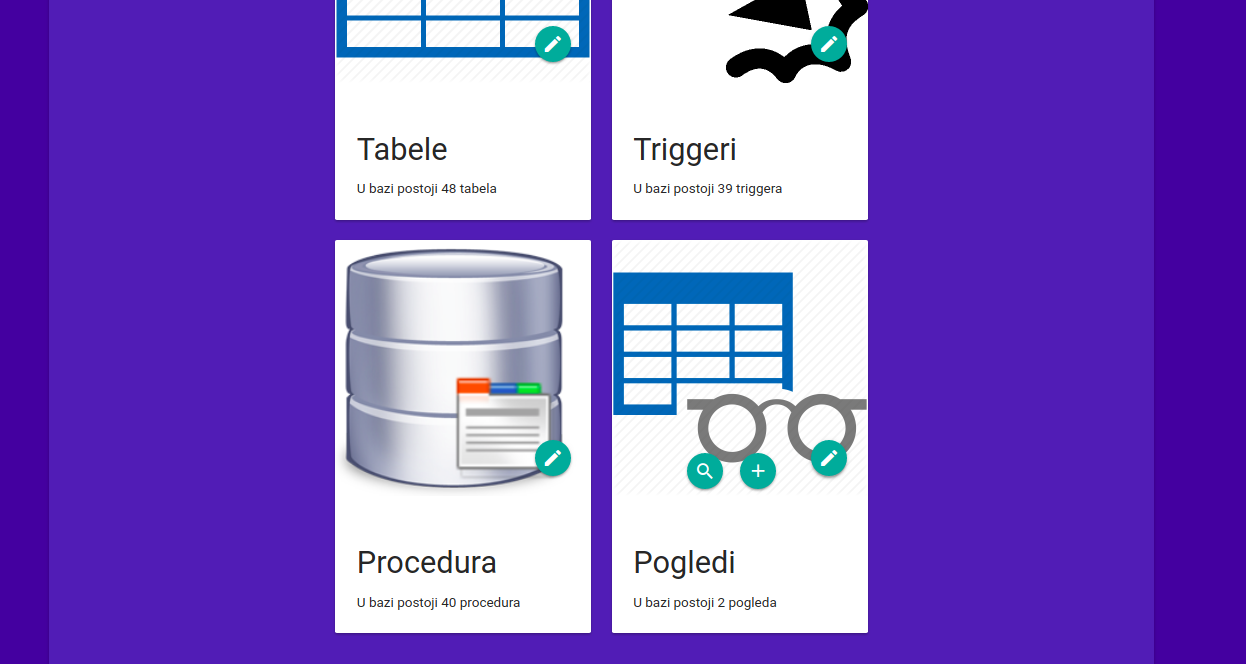 Tabele
U bazi postoji 48 tabela
Triggeri
U bazi postoji 39 triggera
Procedura
U bazi postoji 40 procedura
Pogledi
U bazi postoji 2 pogleda